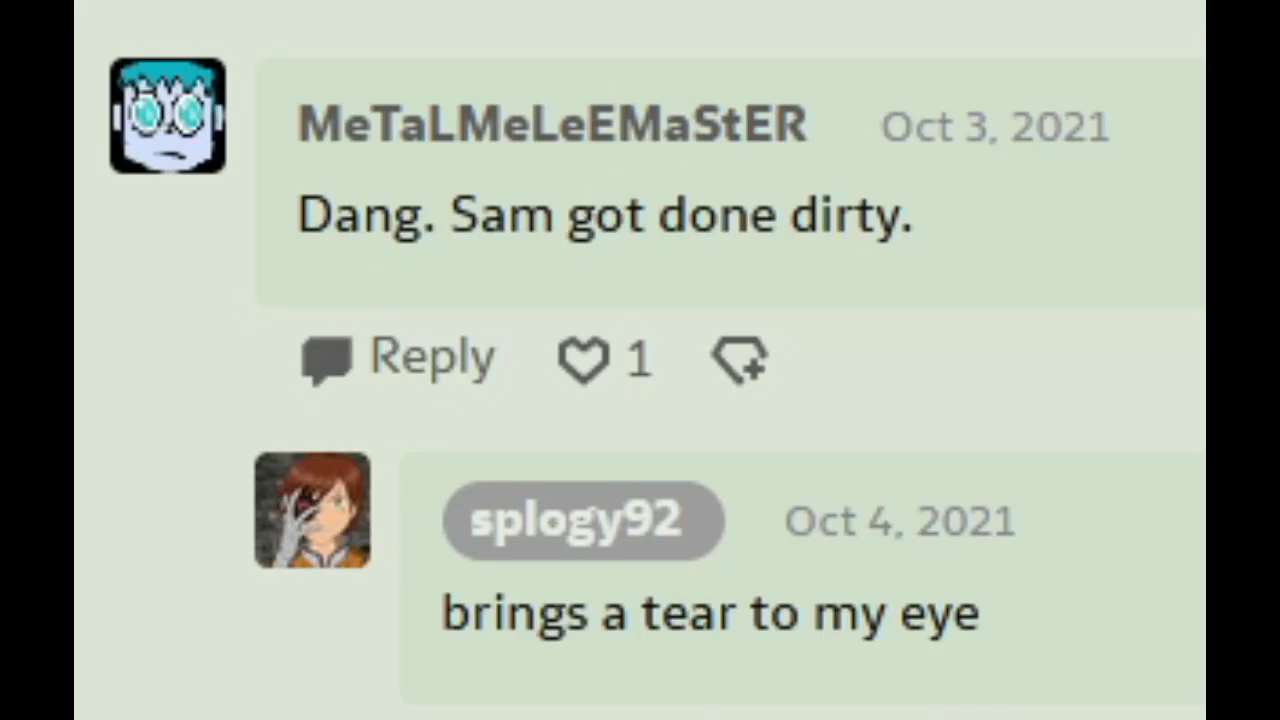 MeTaLMeLeEMaStER Oct 3, 2021
Dang. Sam got done dirty.
Reply 1
splogy92 Oct 4, 2021
brings a tear to my eye